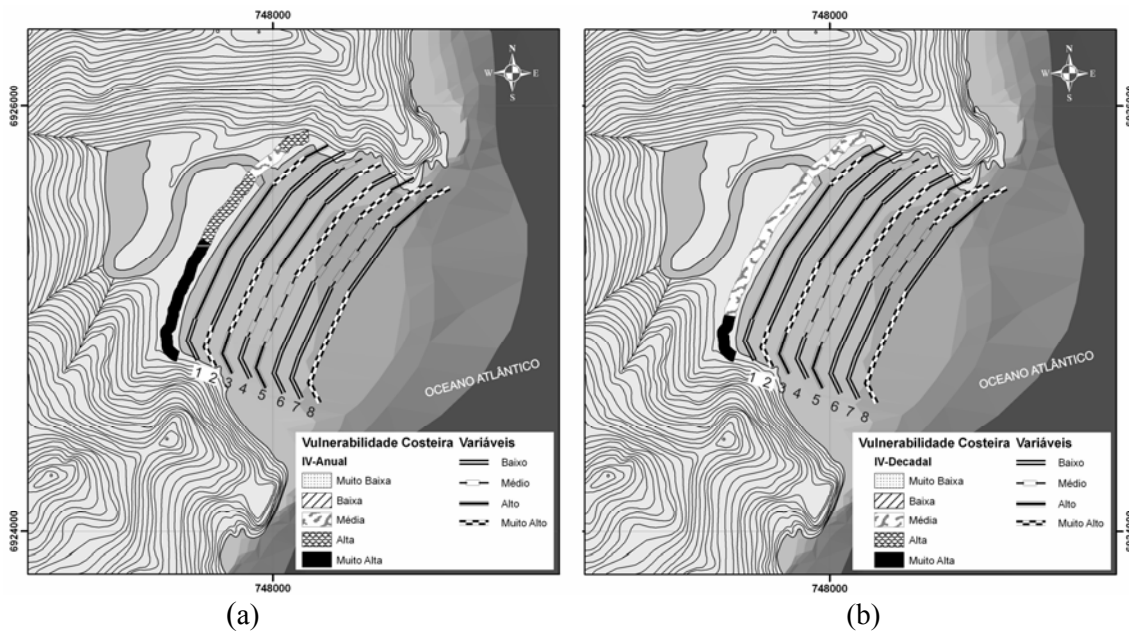 748000
748000
6926000
N
W E
S
N
W E
S
6926000
OCEANO ATLÂNTICO
OCEANO ATLÂNTICO
1 2 3 4 5 6 7 8
1 2 3 4 5 6 7 8
Vulnerabilidade Costeira Variáveis
IV-Anual
Muito Baixa
Baixa
Média
Alta
Muito Alta
Baixo
Médio
Alto
Muito Alto
Vulnerabilidade Costeira Variáveis
IV-Decadal
Muito Baixa
Baixa
Média
Alta
Muito Alta
Baixo
Médio
Alto
Muito Alto
6924000
6924000
748000
748000
(a)
(b)